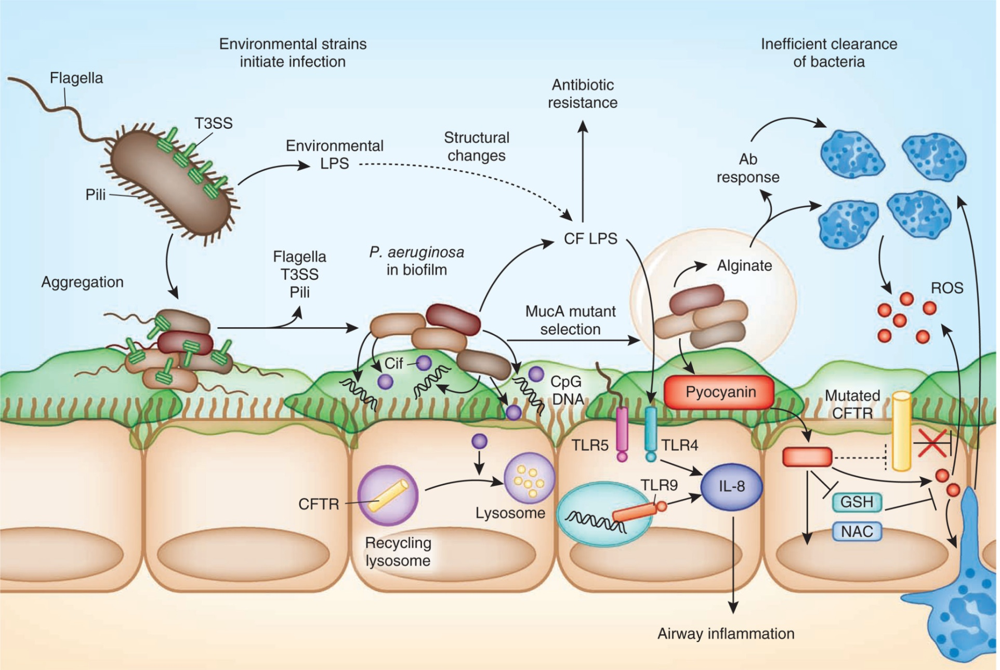 Environmental strains
initiate infection
Inefficient clearance
of bacteria
Flagella
Antibiotic
resistance
T3SS
Environmental
LPS
Structural
changes
Ab
response
Pili
CF LPS
P. aeruginosa
in biofilm
Flagella
T3SS
Pili
Alginate
Aggregation
ROS
MucA mutant
selection
Cif
CpG
DNA
Pyocyanin
Mutated
CFTR
TLR5
TLR4
TLR9
IL-8
CFTR
Lysosome
GSH
NAC
Recycling
lysosome
Airway inflammation